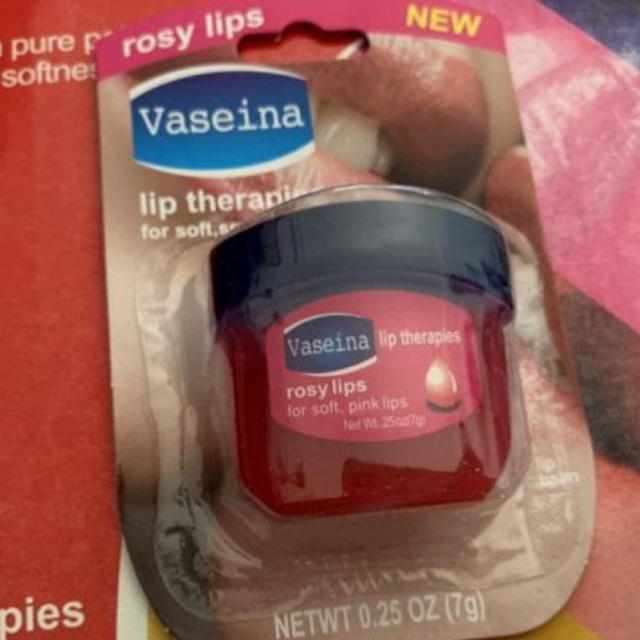 pure
softne
rosy lips
NEW
Vaseina
lip therapi
for soft,
Vaseina
lip therapies
rosy lips
for soft, pink lips
Net Wt. .25oz(7g)
NETWT 0.25 OZ (7g)
pies